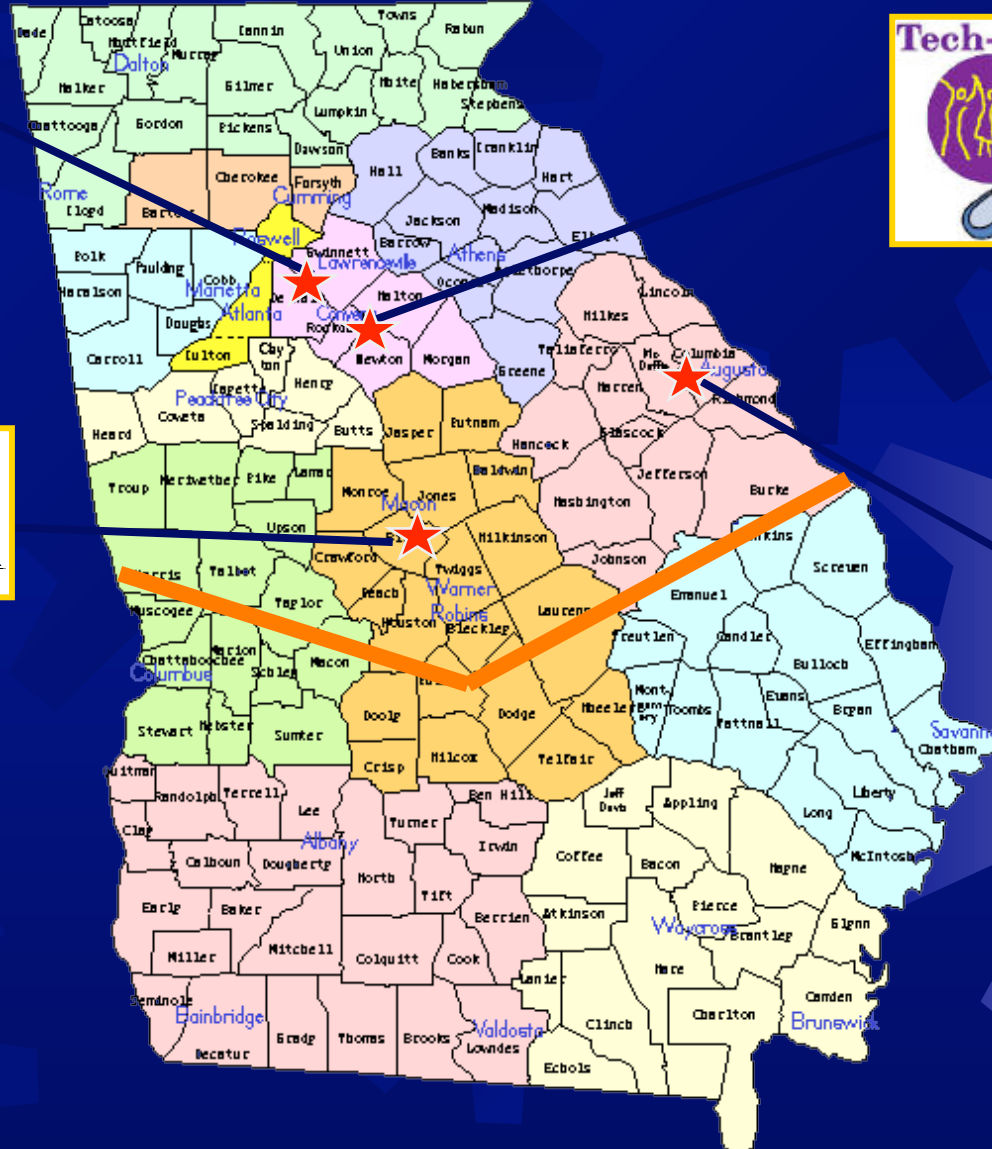 Tech-
Dade
Catoosa
Whitfield
Murray
Fannin
Towns
Rabun
Union
Dalton
Walker
Gilmer
White
Habersham
Stephens
Lumpkin
Chattooga
Gordon
Pickens
Dawson
Banks
Franklin
Hall
Hart
Cherokee
Forsyth
Cumming
Rome
Floyd
Bartow
Jackson
Madison
Roswell
Gwinnett
Barrow
Lawrenceville
Athens
Polk
Paulding
Cobb
Marietta
Haralson
Walton
Lincoln
Atlanta
Wilkes
Douglas
Carroll
Fulton
Clayton
Newton
Morgan
Taliaferro
Columbia
Augusta
Greene
Warren
Richmond
Fayette
Henry
Peachtree City
Coweta
Spalding
Heard
Butts
Jasper
Putnam
Hancock
Glascock
Jefferson
Troup
Meriwether
Pike
Lamar
Monroe
Jones
Baldwin
Washington
Burke
Macon
Upson
Wilkinson
Crawford
Johnson
Screven
Harris
Talbot
Twiggs
Peach
Warner
Robins
Emanuel
Taylor
Muscogee
Houston
Laurens
Bleckley
Treutlen
Candler
Effingham
Marion
Chattahoochee
Columbus
Schley
Macon
Bulloch
Montgomery
Toombs
Evans
Tattnall
Bryan
Stewart
Webster
Sumter
Dooly
Dodge
Wheeler
Chatham
Wilcox
Telfair
Crisp
Quitman
Randolph
Terrell
Lee
Ben Hill
Jeff
Davis
Appling
Liberty
Long
Clay
Turner
Albany
Irwin
Calhoun
Dougherty
Worth
Coffee
Bacon
Wayne
McIntosh
Tift
Early
Baker
Berrien
Atkinson
Pierce
Waycross
Brantley
Glynn
Miller
Mitchell
Colquitt
Cook
Lanier
Ware
Seminole
Bainbridge
Clinch
Charlton
Camden
Brunswick
Decatur
Grady
Thomas
Brooks
Valdosta
Lowndes
Echols